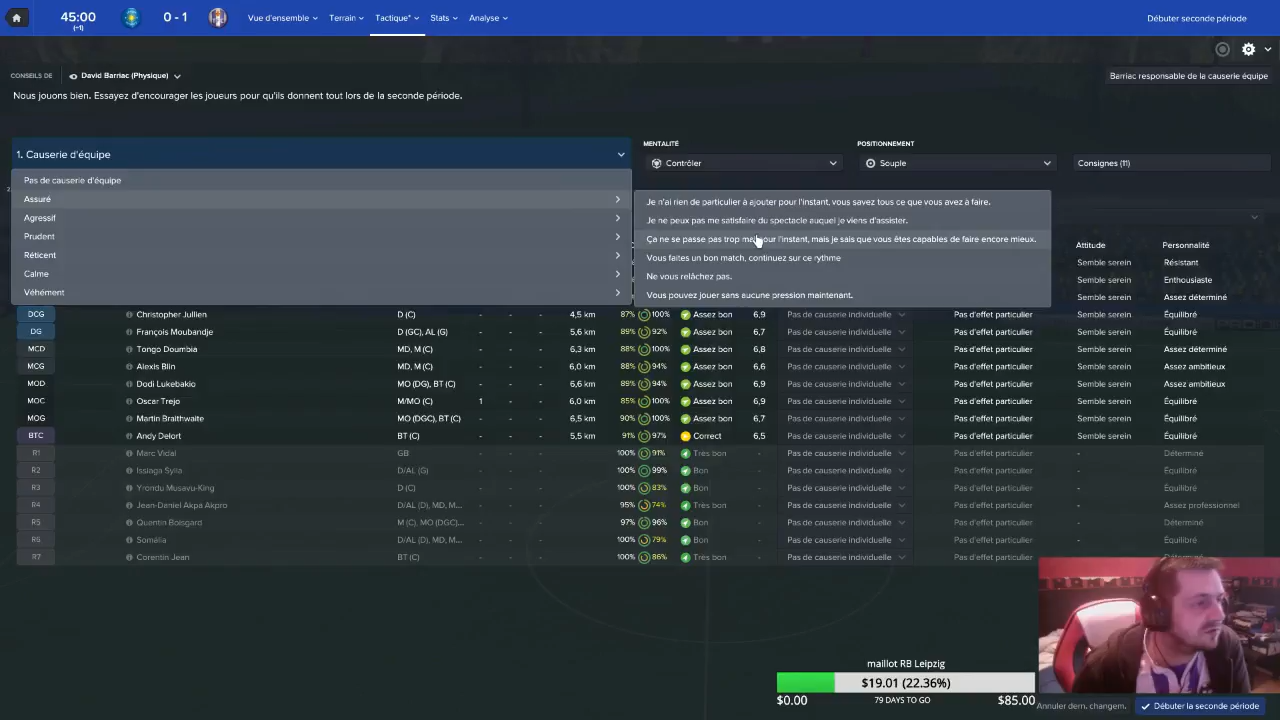 45:00 0 - 1 Vue d'ensemble Terrain Tactique* Stats Analyse Débuter seconde période
(-1)
CONSEILS DE David Barriac (Physique) Barriac responsable de la causerie équipe
Nous jouons bien. Essayez d'encourager les joueurs pour qu'ils donnent tout lors de la seconde période.
MENTALITÉ POSITIONNEMENT
1. Causerie d'équipe Contrôler Souple Consignes (11)
Pas de causerie d'équipe
Assuré
Agressif
Prudent
Réticent
Calme
Véhément
Je n'ai rien de particulier à ajouter pour l'instant, vous savez tous ce que vous avez à faire.
Je ne peux pas me satisfaire du spectacle auquel je viens d'assister.
Ça ne se passe pas trop mal pour l'instant, mais je sais que vous êtes capables de faire encore mieux.
Vous faites un bon match, continuez sur ce rythme
Ne vous relâchez pas.
Vous pouvez jouer sans aucune pression maintenant.
Attitude Personnalité
Semble serein Résistant
Semble serein Enthousiaste
Semble serein Assez déterminé
DCG Christopher Jullien D (C) - - - 4,5 km 87% 100% Assez bon 6,9 Pas de causerie individuelle Pas d'effet particulier Semble serein Équilibré
DG François Moubandje D (GC), AL (G) - - - 5,6 km 89% 92% Assez bon 6,7 Pas de causerie individuelle Pas d'effet particulier Semble serein Équilibré
MCD Tongo Doumbia MD, M (C) - - - 6,3 km 88% 100% Assez bon 6,8 Pas de causerie individuelle Pas d'effet particulier Semble serein Assez déterminé
MCG Alexis Blin MD, M (C) - - - 6,0 km 88% 94% Assez bon 6,6 Pas de causerie individuelle Pas d'effet particulier Semble serein Assez ambitieux
MOD Dodi Lukebakio MO (DG), BT (C) - - - 6,6 km 89% 94% Assez bon 6,9 Pas de causerie individuelle Pas d'effet particulier Semble serein Assez ambitieux
MOC Oscar Trejo M/MO (C) 1 - - 6,0 km 85% 100% Assez bon 6,9 Pas de causerie individuelle Pas d'effet particulier Semble serein Équilibré
MOG Martin Braithwaite MO (DGC), BT (C) - - - 6,5 km 90% 100% Assez bon 6,7 Pas de causerie individuelle Pas d'effet particulier Semble serein Équilibré
BTC Andy Delort BT (C) - - - 5,5 km 91% 97% Correct 6,5 Pas de causerie individuelle Pas d'effet particulier Semble serein Équilibré
R1 Marc Vidal GB 100% 91% Très bon - Pas de causerie individuelle Pas d'effet particulier - Déterminé
R2 Issiaga Sylla D/AL (G) 100% 99% Bon - Pas de causerie individuelle Pas d'effet particulier - Équilibré
R3 Yrondu Musavu-King D (C) 100% 83% Bon - Pas de causerie individuelle Pas d'effet particulier - Équilibré
R4 Jean-Daniel Akpa Akpro D/AL (D), MD, M... 95% 74% Très bon - Pas de causerie individuelle Pas d'effet particulier - Assez professionnel
R5 Quentin Boisgard M (C), MO (DGC)... 97% 96% Bon - Pas de causerie individuelle Pas d'effet particulier - Déterminé
R6 Somália D/AL (D), MD, M... 100% 79% Bon - Pas de causerie individuelle Pas d'effet particulier - Équilibré
R7 Corentin Jean BT (C) 100% 86% Très bon - Pas de causerie individuelle Pas d'effet particulier -
maillot RB Leipzig
$19.01 (22.36%)
$0.00 79 DAYS TO GO $85.00
Annuler dern. changem. Débuter la seconde période